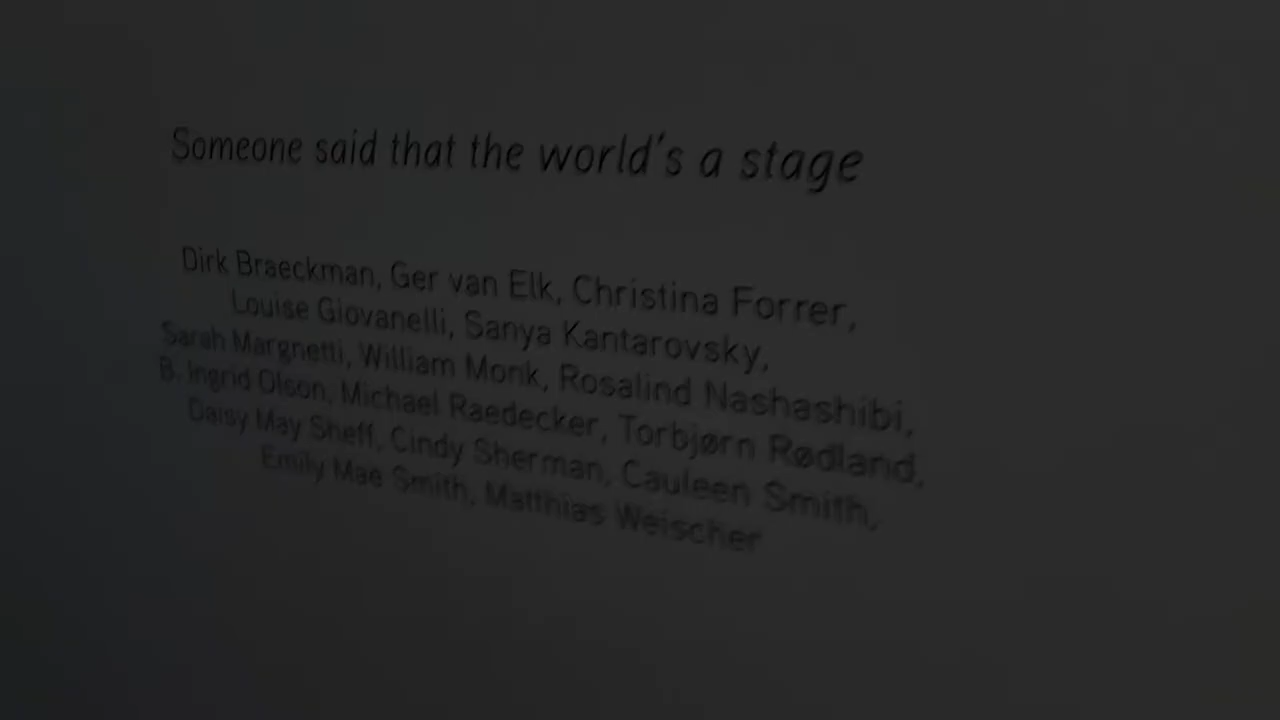 Someone said that the world's a stage
Dirk Braeckman, Ger van Elk, Christina Forrer,
Louise Giovanelli, Sanya Kantarovsky,
Sarah Margnetti, William Monk, Rosalind Nashashibi,
B. Ingrid Olson, Michael Raedecker, Torbjørn Rødland,
Daisy May Sheff, Cindy Sherman, Cauleen Smith,
Emily Mae Smith, Matthias Weischer